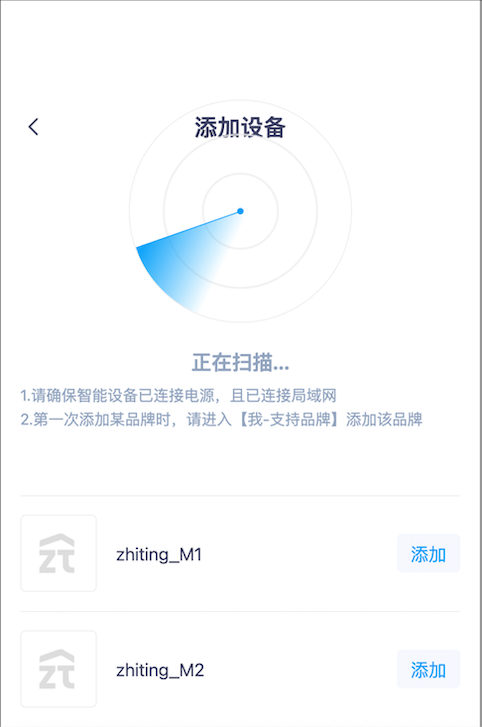 添加设备
正在扫描...
1.请确保智能设备已连接电源，且已连接局域网
2.第一次添加某品牌时，请进入【我-支持品牌】添加该品牌
zt
zhiting_M1
添加
zt
zhiting_M2
添加